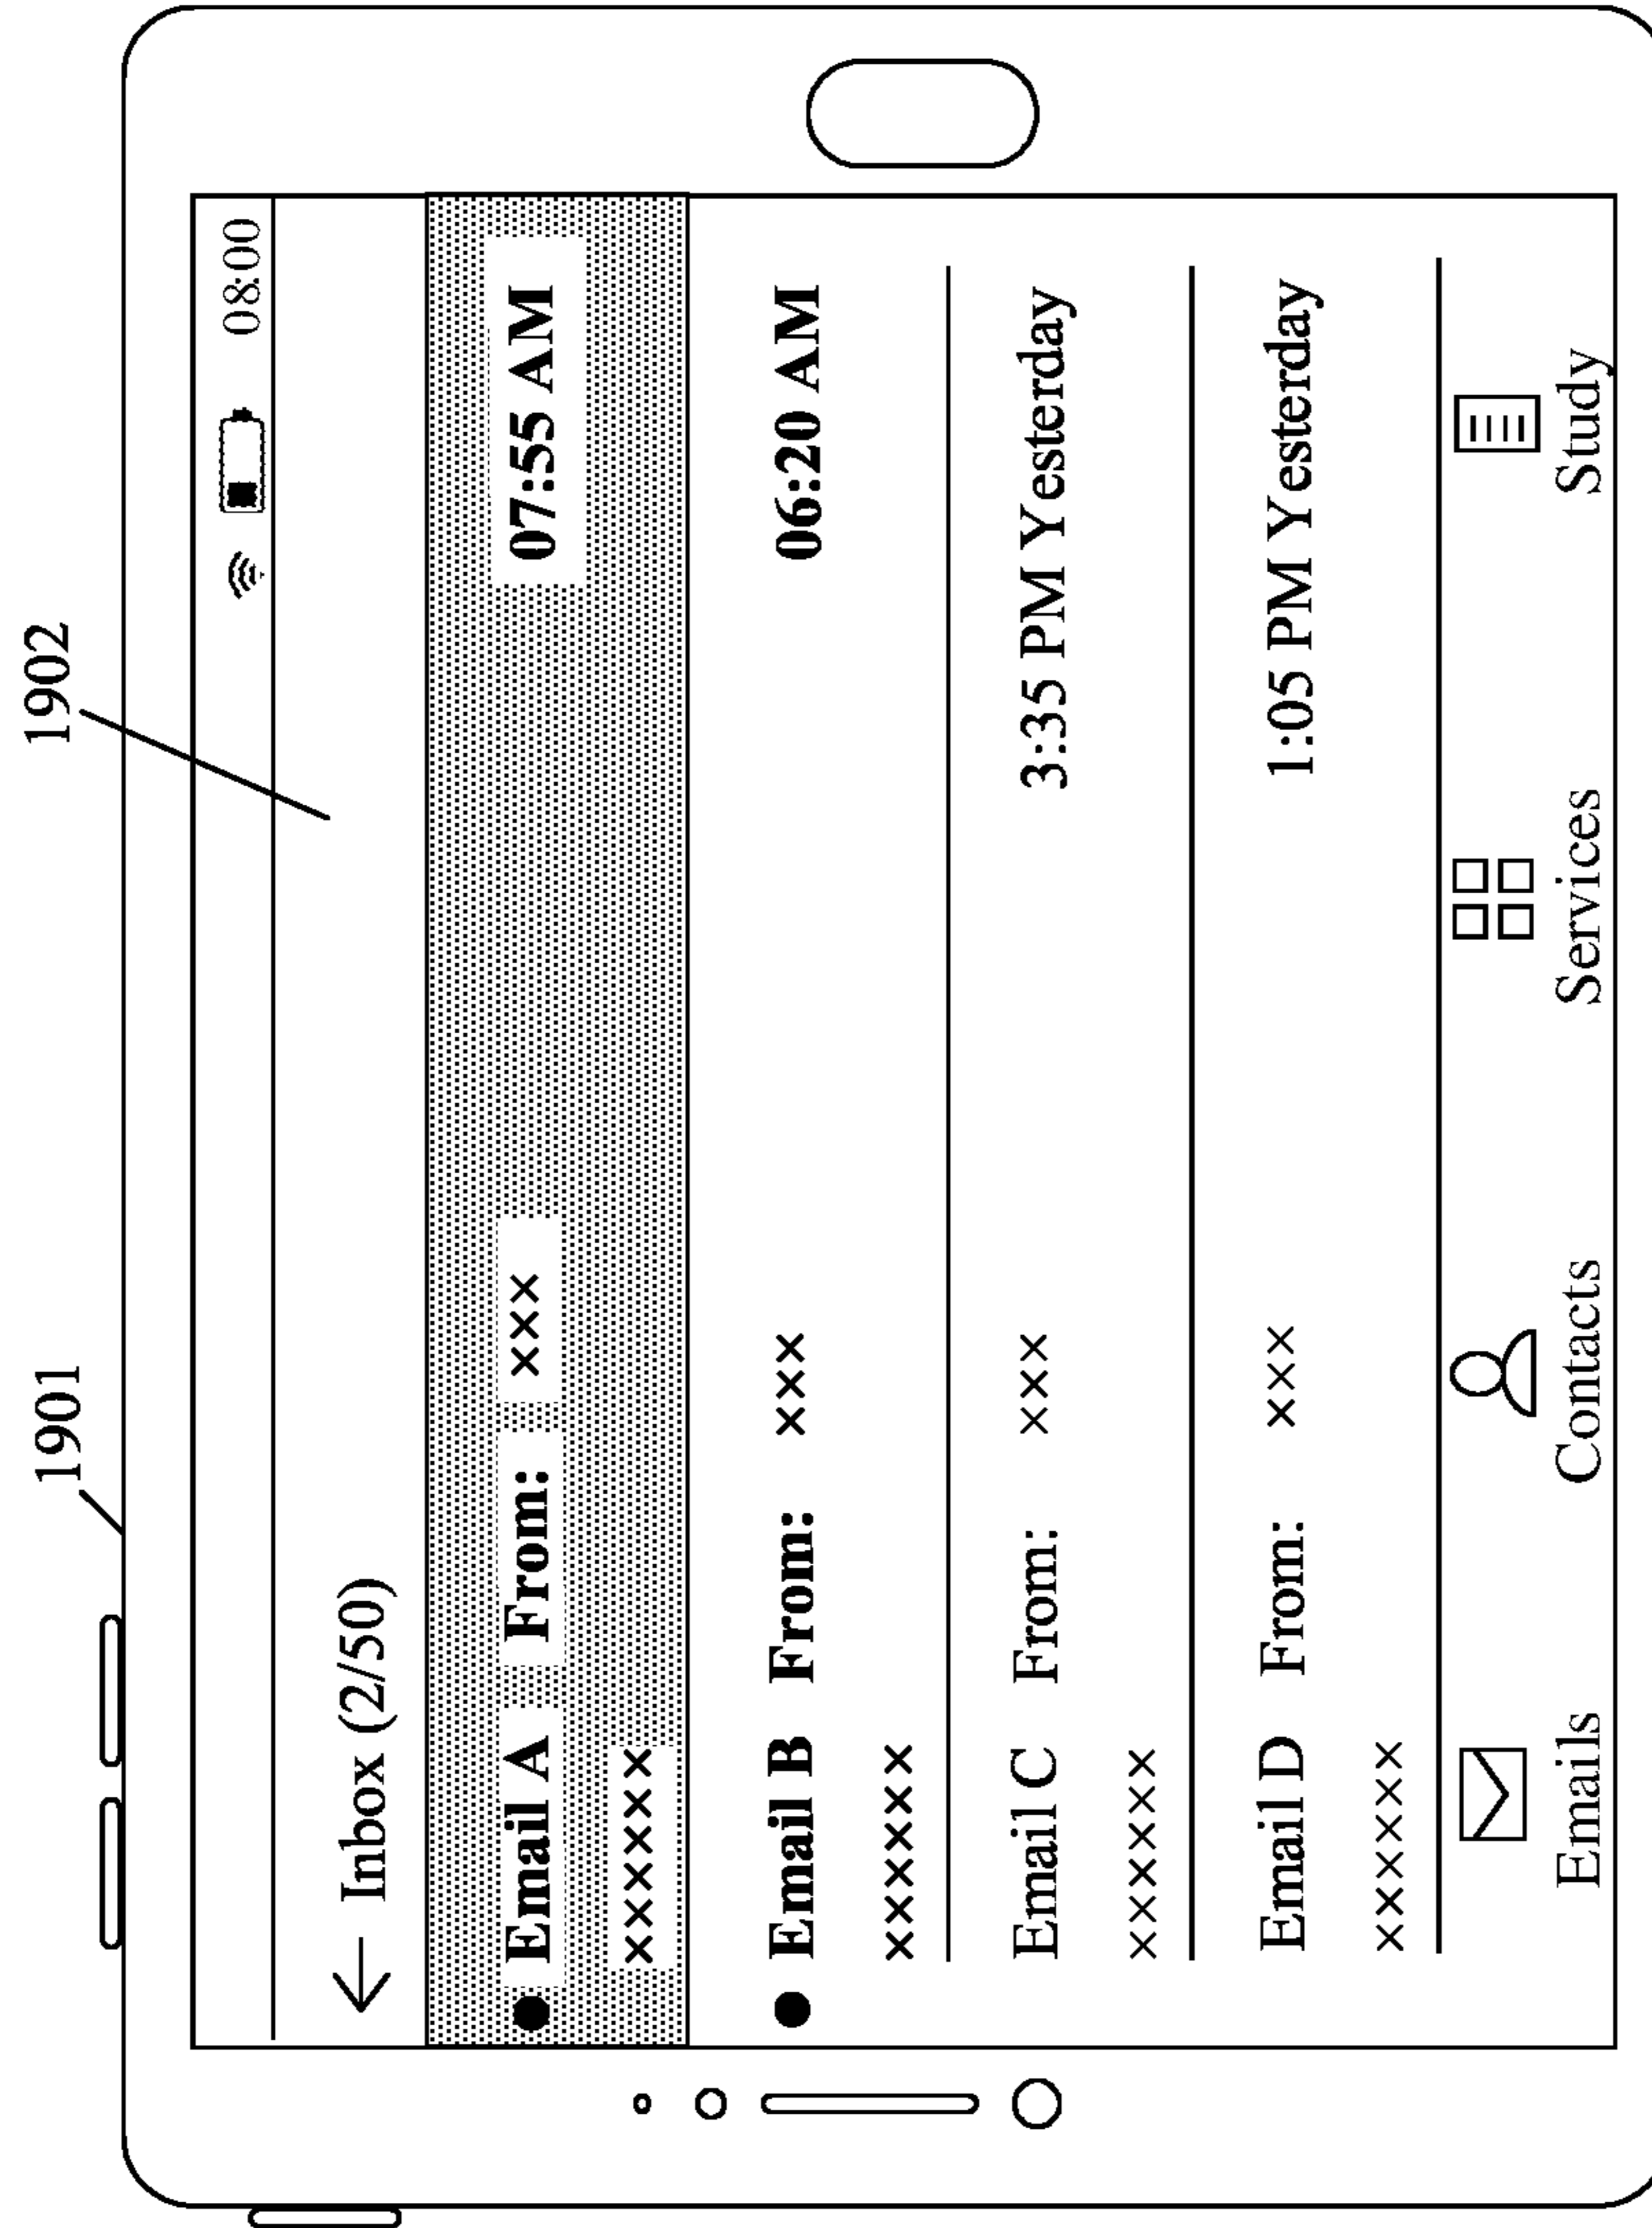 1901
1902
08:00
← Inbox (2/50)
● Email A From: ××× 07:55 AM
××××××
● Email B From: ××× 06:20 AM
××××××
Email C From: ××× 3:35 PM Yesterday
××××××
Email D From: ××× 1:05 PM Yesterday
××××××
Emails Contacts Services Study